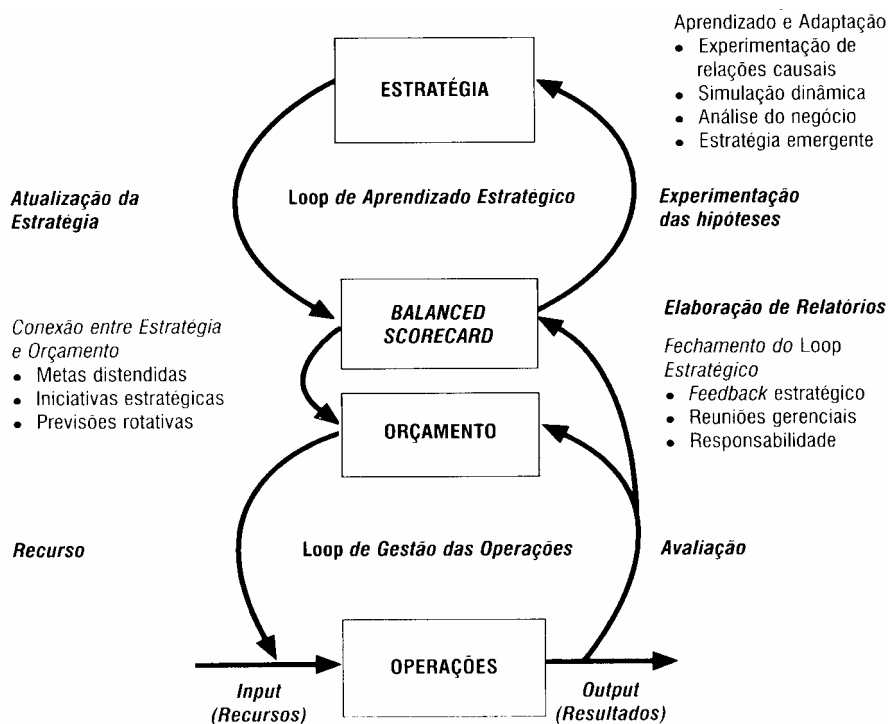 Aprendizado e Adaptação
• Experimentação de
relações causais
• Simulação dinâmica
• Análise do negócio
• Estratégia emergente
ESTRATÉGIA
Atualização da
Estratégia
Loop de Aprendizado Estratégico
Experimentação
das hipóteses
BALANCED
SCORECARD
Conexão entre Estratégia
e Orçamento
• Metas distendidas
• Iniciativas estratégicas
• Previsões rotativas
Elaboração de Relatórios
Fechamento do Loop
Estratégico
• Feedback estratégico
• Reuniões gerenciais
• Responsabilidade
ORÇAMENTO
Recurso
Loop de Gestão das Operações
Avaliação
OPERAÇÕES
Input
(Recursos)
Output
(Resultados)